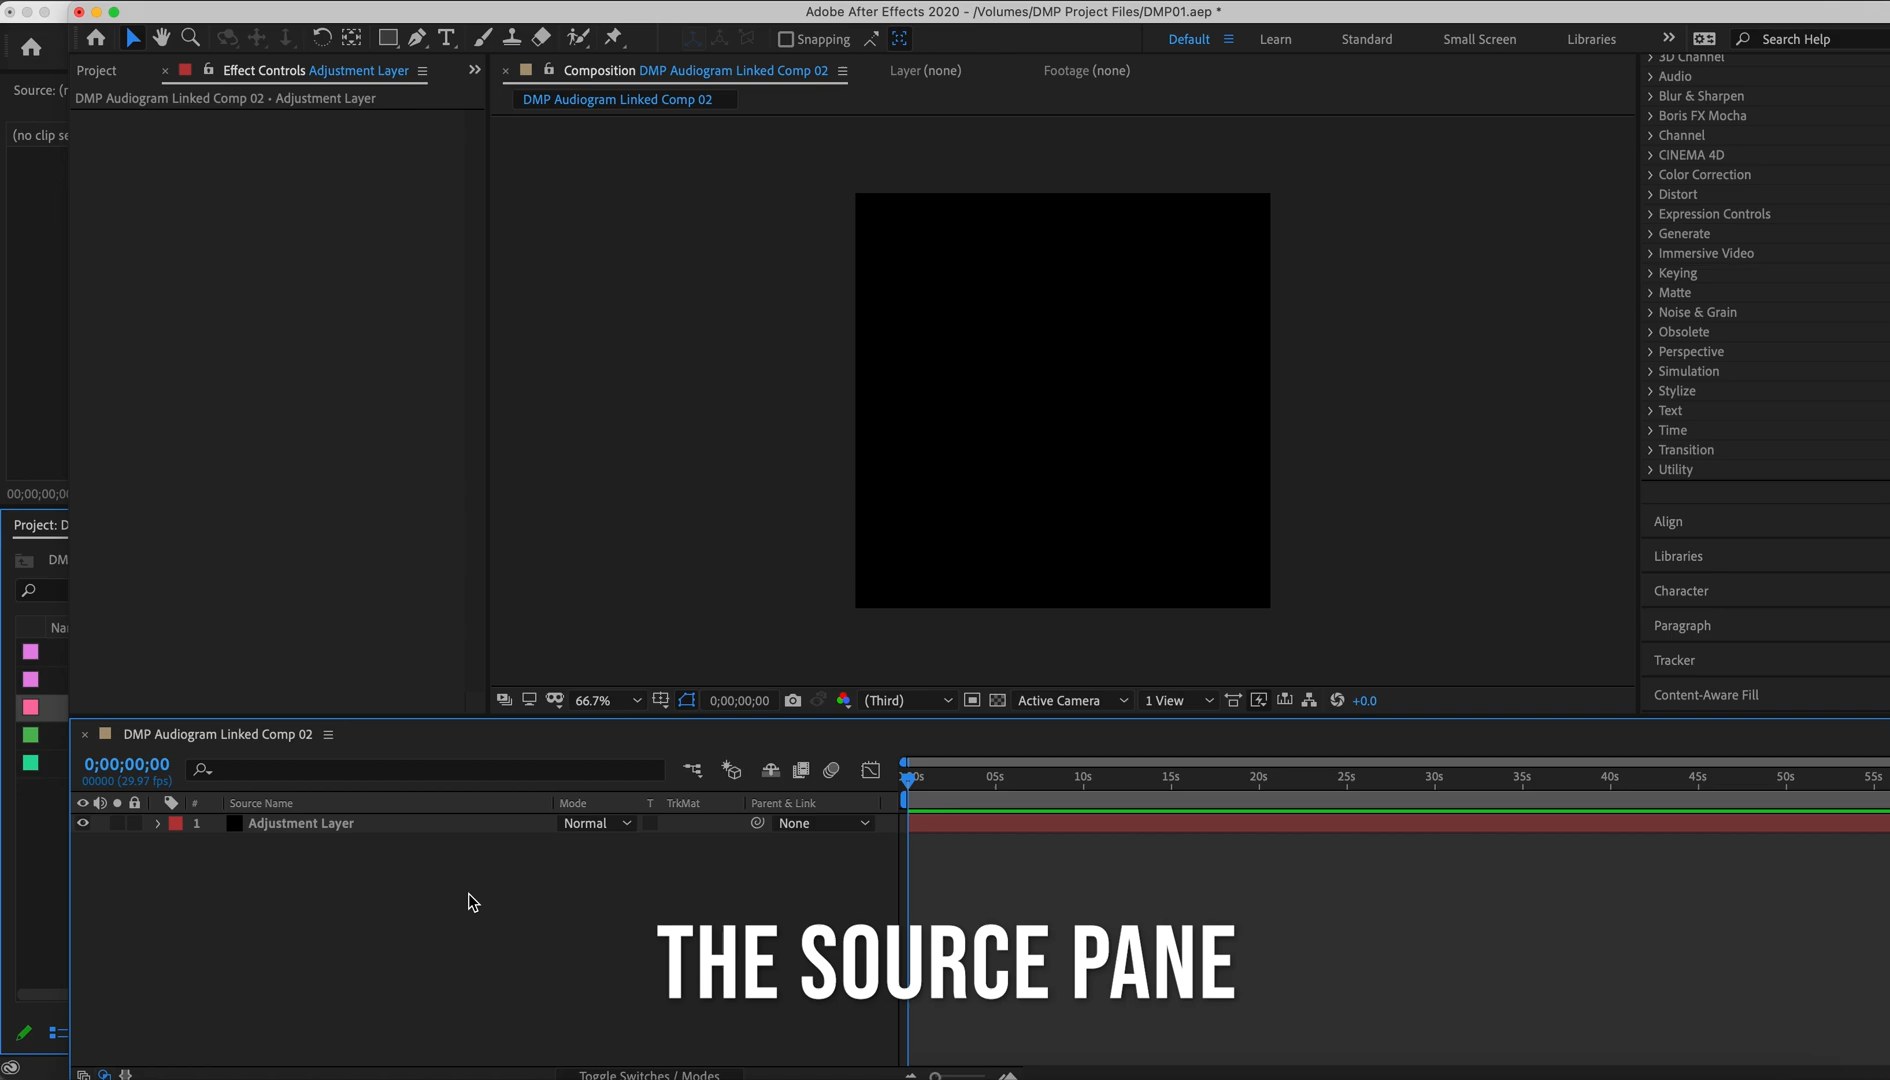 Adobe After Effects 2020 - /Volumes/DMP Project Files/DMP01.aep *
Snapping
Default
Learn
Standard
Small Screen
Libraries
Search Help
Project
Effect Controls Adjustment Layer
Composition DMP Audiogram Linked Comp 02
Layer (none)
Footage (none)
Source: (r
DMP Audiogram Linked Comp 02 • Adjustment Layer
DMP Audiogram Linked Comp 02
(no clip se
3D Channel
Audio
Blur & Sharpen
Boris FX Mocha
Channel
CINEMA 4D
Color Correction
Distort
Expression Controls
Generate
Immersive Video
Keying
Matte
Noise & Grain
Obsolete
Perspective
Simulation
Stylize
Text
Time
Transition
Utility
Align
Libraries
Character
Paragraph
Tracker
Content-Aware Fill
00;00;00;0
Project: D
DM
Na
66.7%
0;00;00;00
(Third)
Active Camera
1 View
+0.0
DMP Audiogram Linked Comp 02
0;00;00;00
00000 (29.97 fps)
05s 10s 15s 20s 25s 30s 35s 40s 45s 50s 55s
# Source Name Mode T TrkMat Parent & Link
1 Adjustment Layer Normal None
THE SOURCE PANE
Toggle Switches / Modes